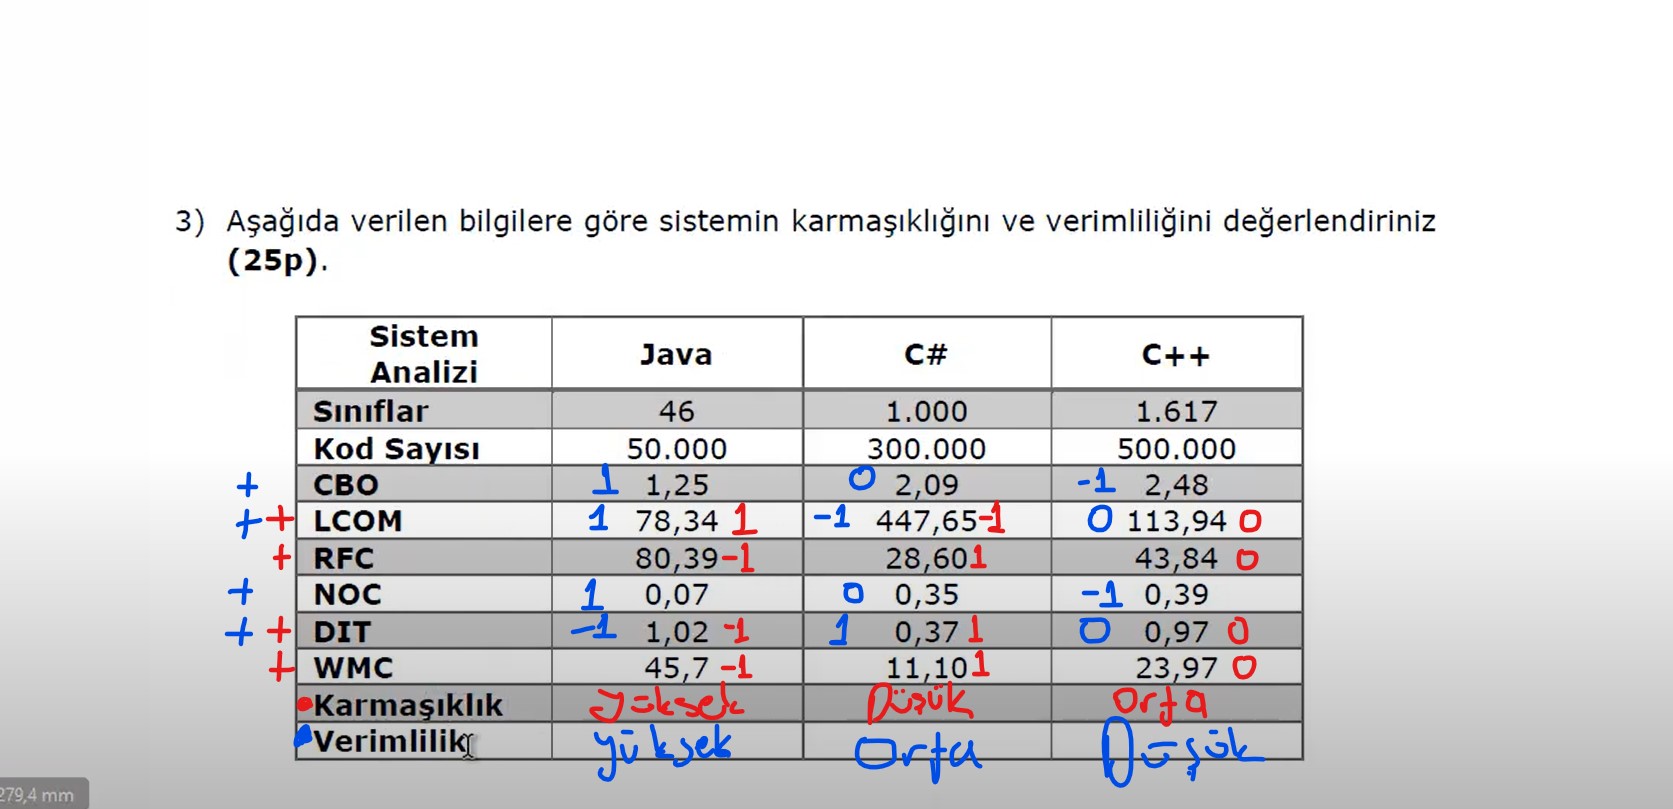 3) Aşağıda verilen bilgilere göre sistemin karmaşıklığını ve verimliliğini değerlendiriniz
(25p).
Sistem Analizi Java C# C++
Sınıflar 46 1.000 1.617
Kod Sayısı 50.000 300.000 500.000
+ CBO 1 1,25 0 2,09 -1 2,48
+ + LCOM 1 78,34 1 -1 447,65 -1 0 113,94 0
+ RFC 80,39 -1 28,60 1 43,84 0
+ NOC 1 0,07 0 0,35 -1 0,39
+ + DIT -1 1,02 -1 1 0,37 1 0 0,97 0
+ WMC 45,7 -1 11,10 1 23,97 0
Karmaşıklık yüksek Düşük Orta
Verimlilik yüksek Orta Düşük
279,4 mm